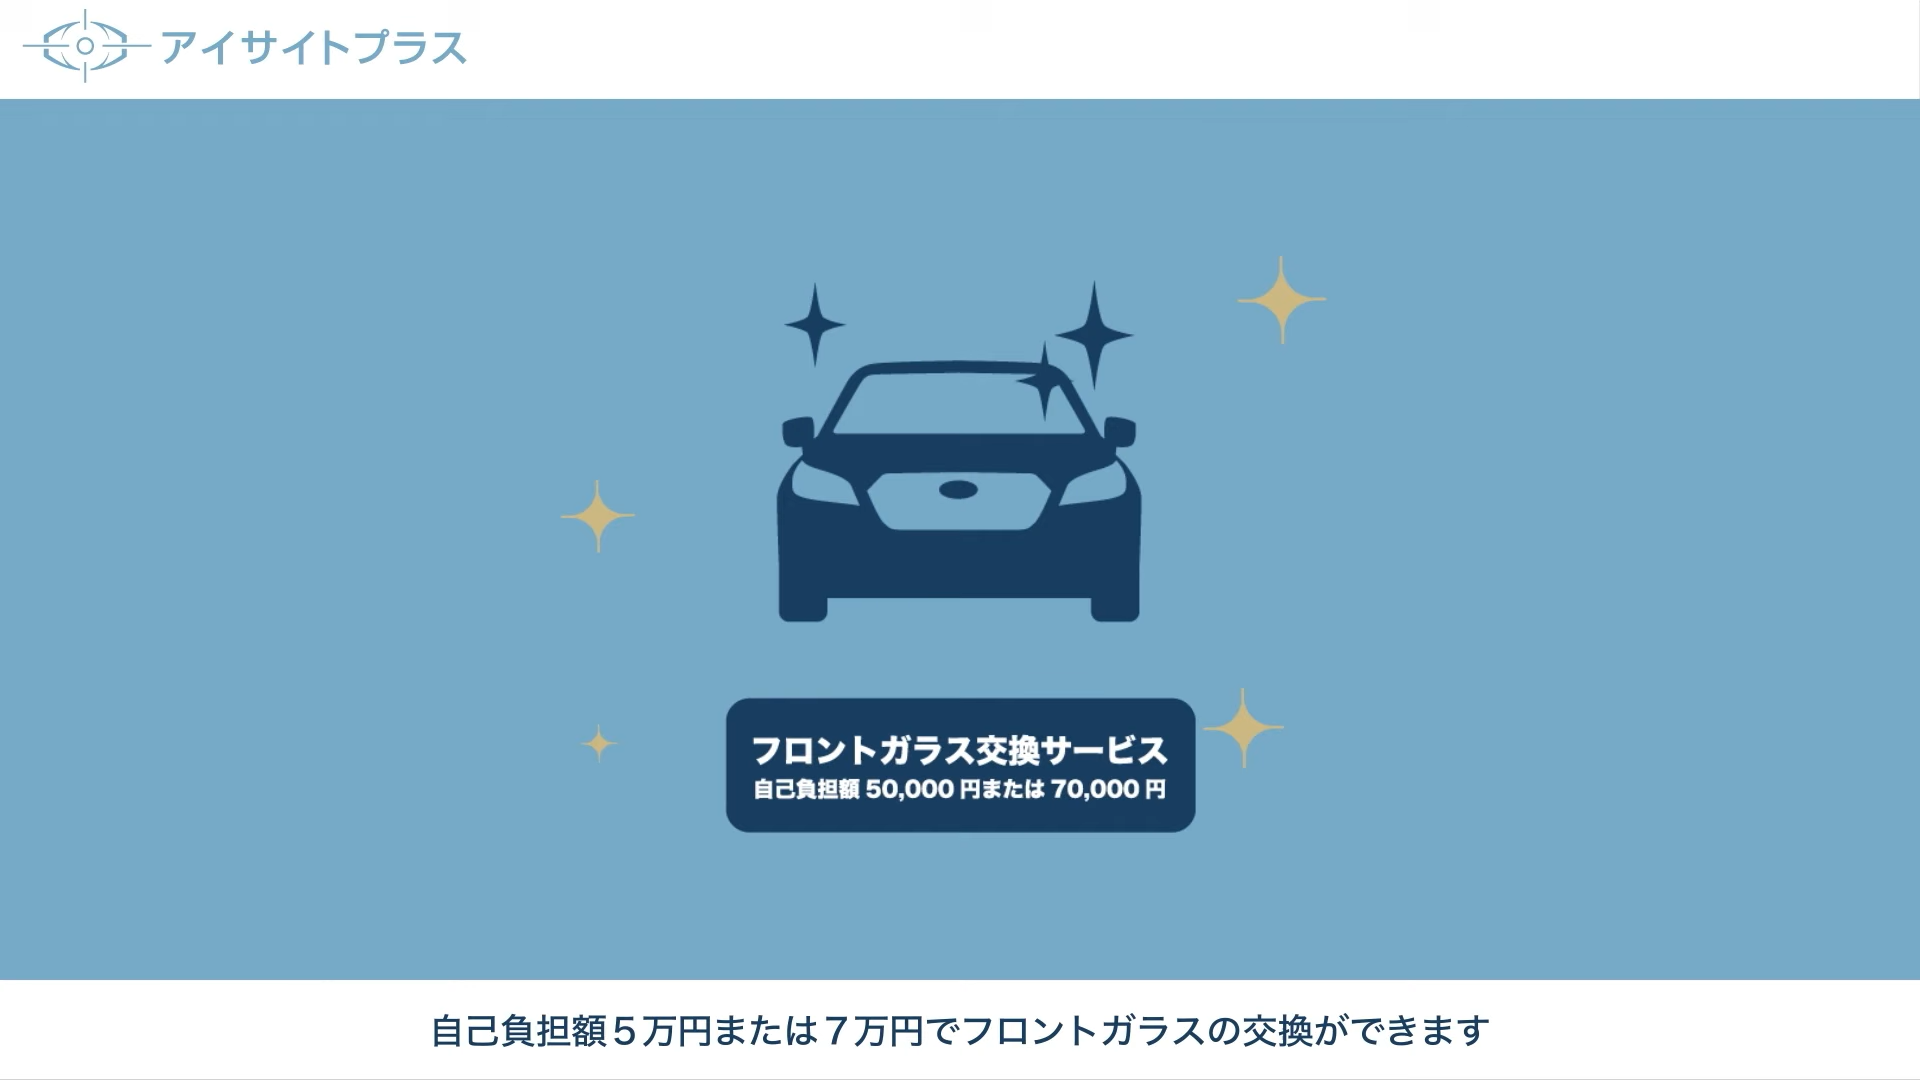 アイサイトプラス
フロントガラス交換サービス
自己負担額 50,000 円または 70,000 円
自己負担額５万円または７万円でフロントガラスの交換ができます